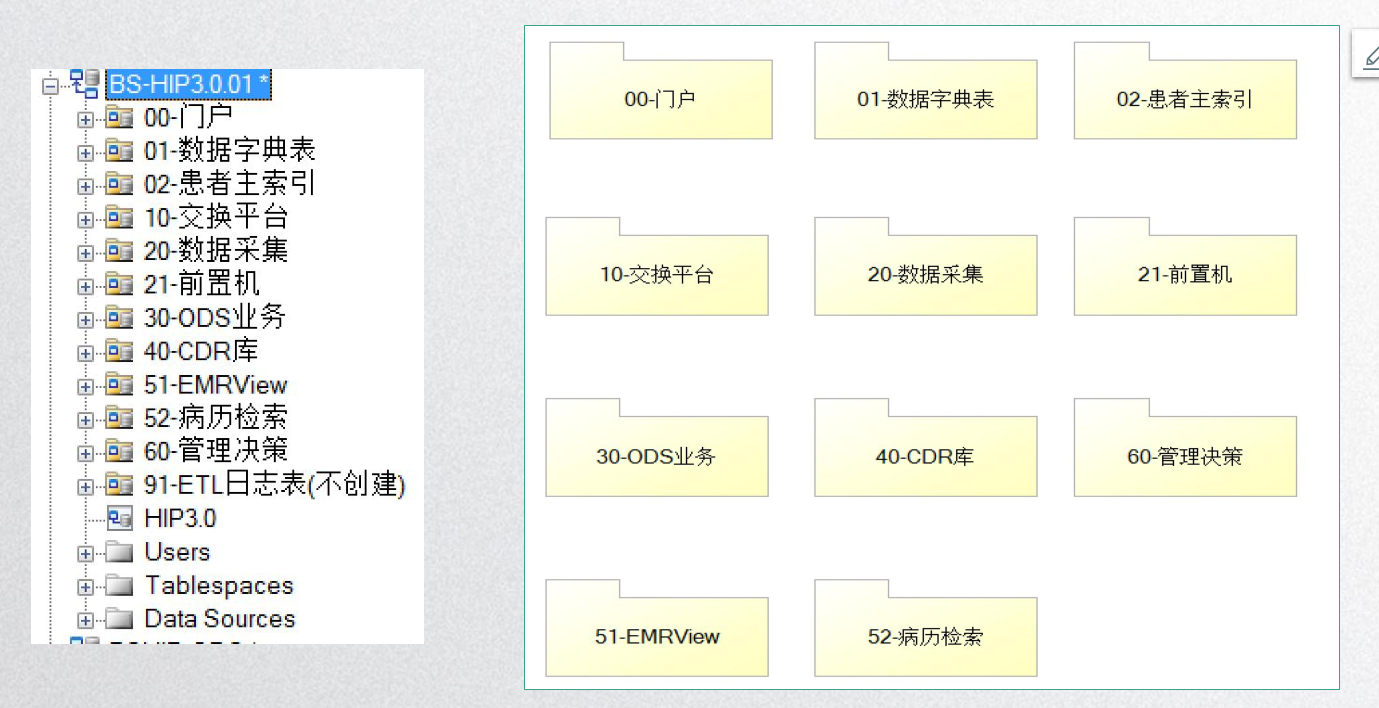 BS-HIP3.0.01 *
00-门户
01-数据字典表
02-患者主索引
10-交换平台
20-数据采集
21-前置机
30-ODS业务
40-CDR库
51-EMRView
52-病历检索
60-管理决策
91-ETL日志表(不创建)
HIP3.0
Users
Tablespaces
Data Sources
00-门户
01-数据字典表
02-患者主索引
10-交换平台
20-数据采集
21-前置机
30-ODS业务
40-CDR库
60-管理决策
51-EMRView
52-病历检索